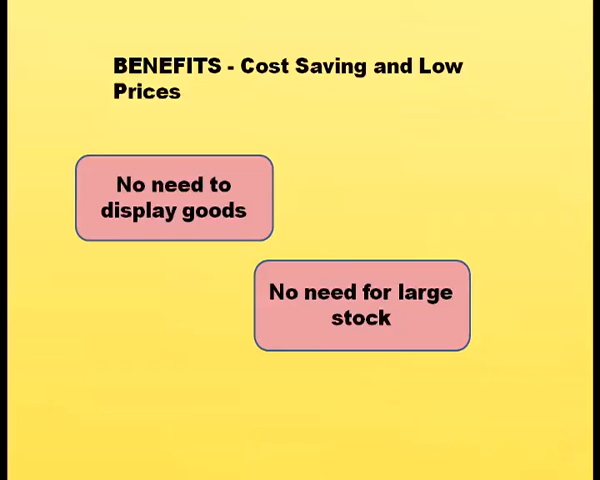 BENEFITS - Cost Saving and Low
Prices
No need to
display goods
No need for large
stock